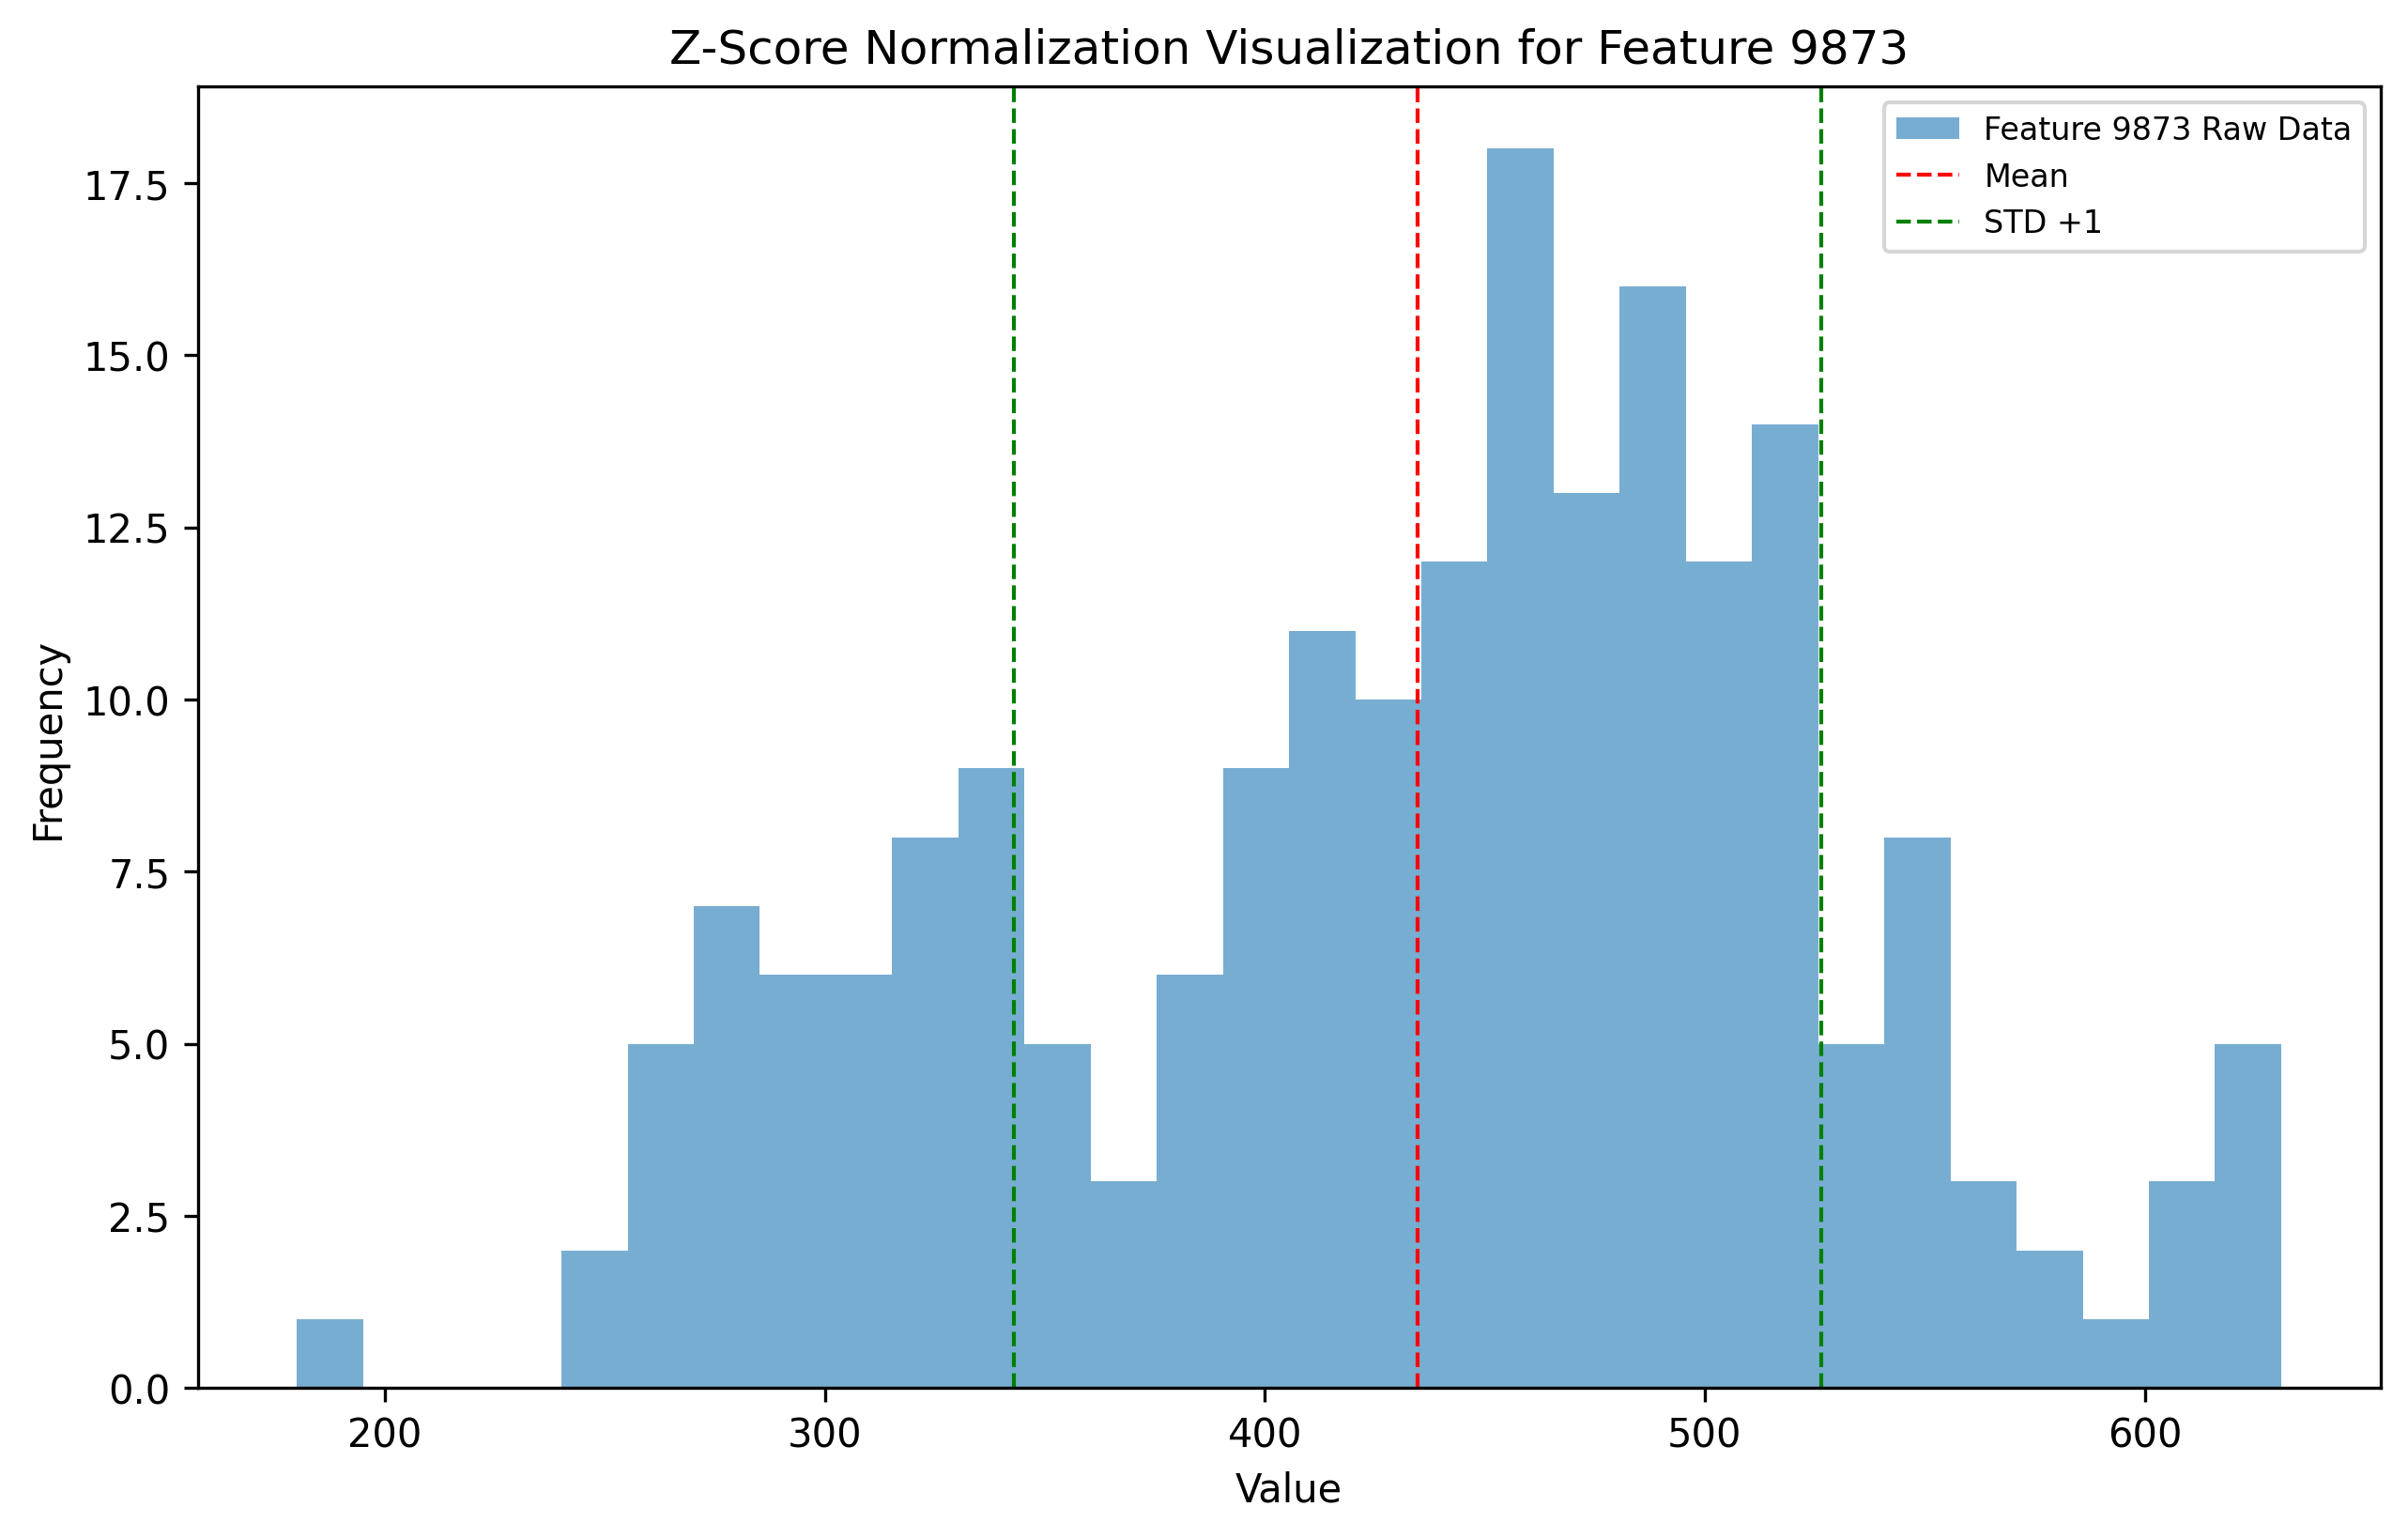 Z-Score Normalization Visualization for Feature 9873
Feature 9873 Raw Data
Mean
STD +1
17.5
15.0
12.5
10.0
7.5
5.0
2.5
0.0
Frequency
200 300 400 500 600
Value